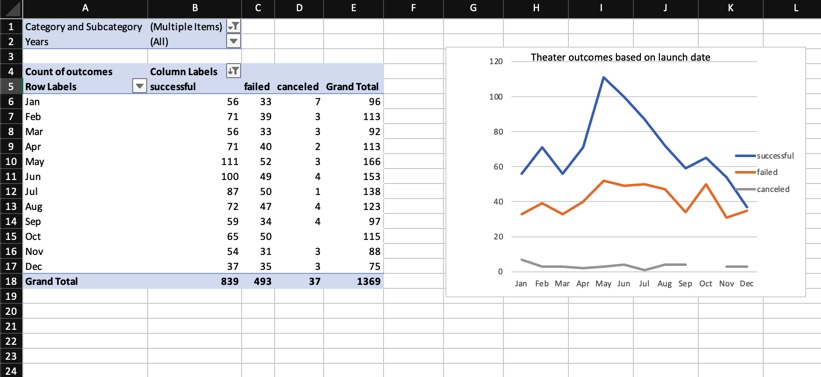 A B C D E F G H I J K L
1 Category and Subcategory (Multiple Items)
2 Years (All)
3
4 Count of outcomes Column Labels
5 Row Labels successful failed canceled Grand Total
6 Jan 56 33 7 96
7 Feb 71 39 3 113
8 Mar 56 33 3 92
9 Apr 71 40 2 113
10 May 111 52 3 166
11 Jun 100 49 4 153
12 Jul 87 50 1 138
13 Aug 72 47 4 123
14 Sep 59 34 4 97
15 Oct 65 50 115
16 Nov 54 31 3 88
17 Dec 37 35 3 75
18 Grand Total 839 493 37 1369
19
20
21
22
23
24
Theater outcomes based on launch date
120
100
80
60
40
20
0
Jan Feb Mar Apr May Jun Jul Aug Sep Oct Nov Dec
successful
failed
canceled